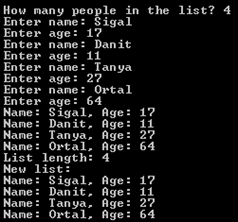 How many people in the list? 4
Enter name: Sigal
Enter age: 17
Enter name: Danit
Enter age: 11
Enter name: Tanya
Enter age: 27
Enter name: Ortal
Enter age: 64
Name: Sigal, Age: 17
Name: Danit, Age: 11
Name: Tanya, Age: 27
Name: Ortal, Age: 64
List length: 4
New list:
Name: Sigal, Age: 17
Name: Danit, Age: 11
Name: Tanya, Age: 27
Name: Ortal, Age: 64